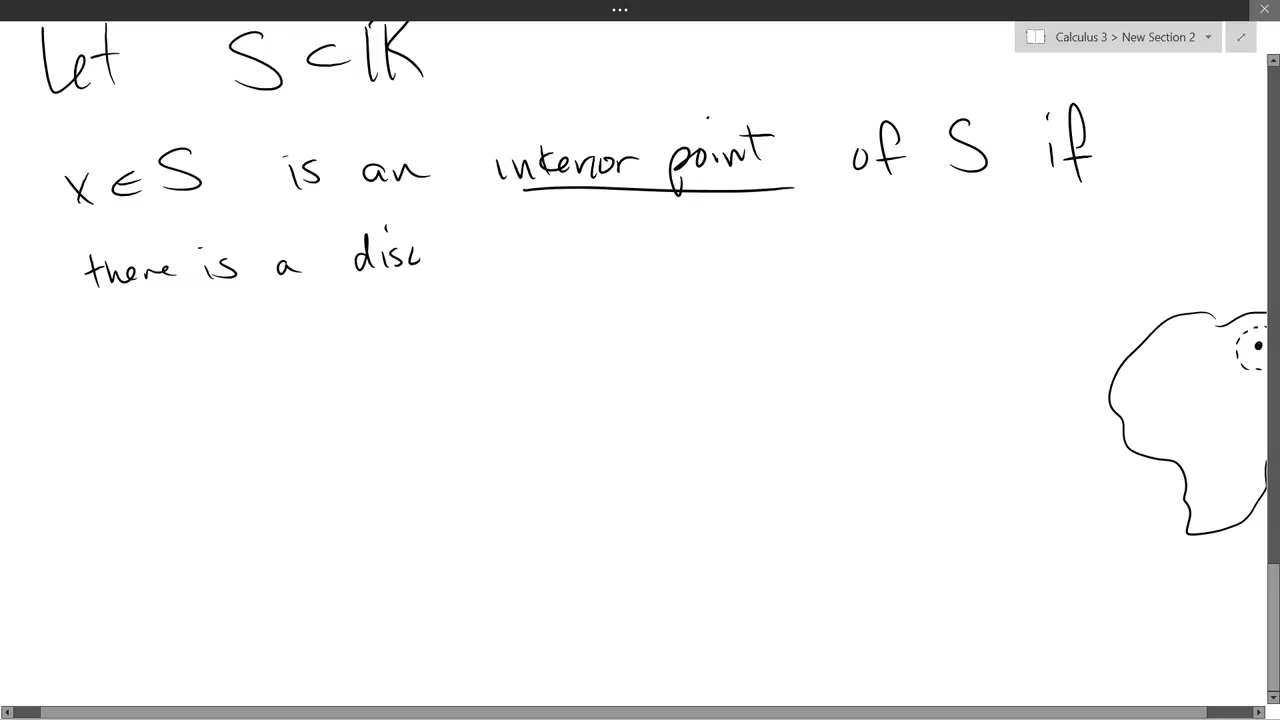 ...
Calculus 3 > New Section 2
Let S ⊂ ℝ
x ∈ S is an interior point of S if
there is a disc